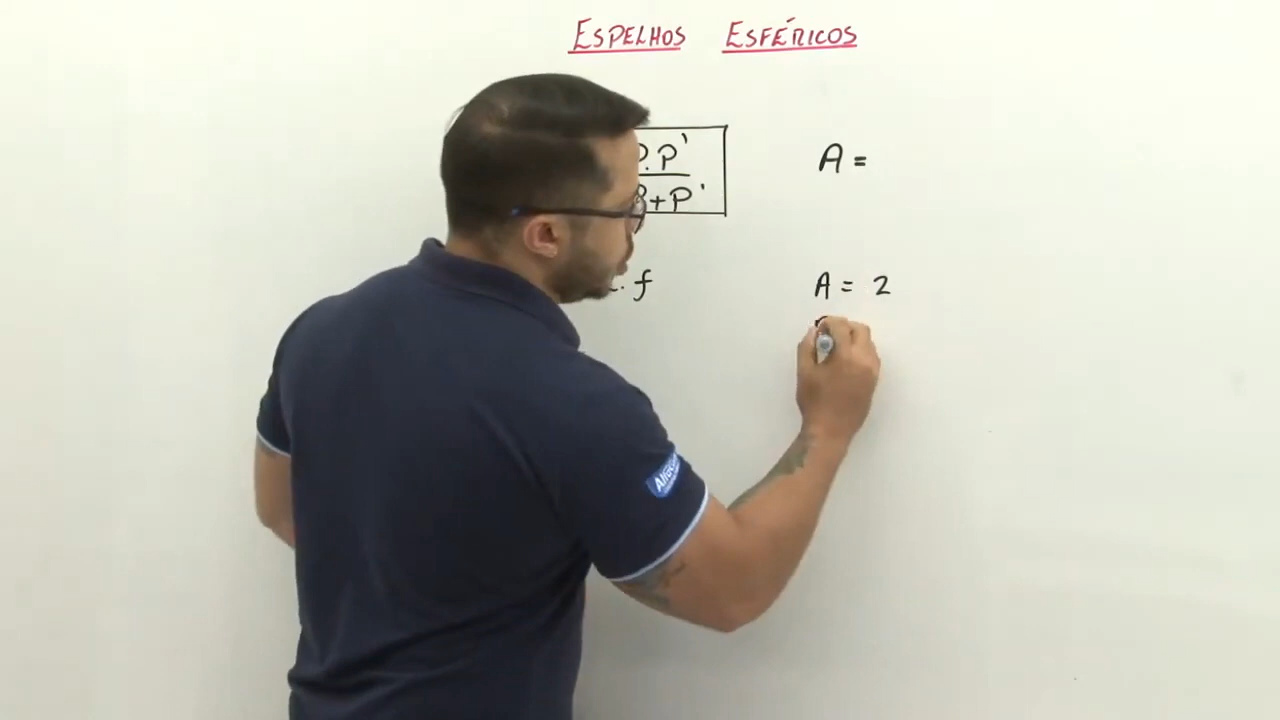 ESPELHOS ESFÉRICOS
P.P'
+P'
A =
. f
A = 2